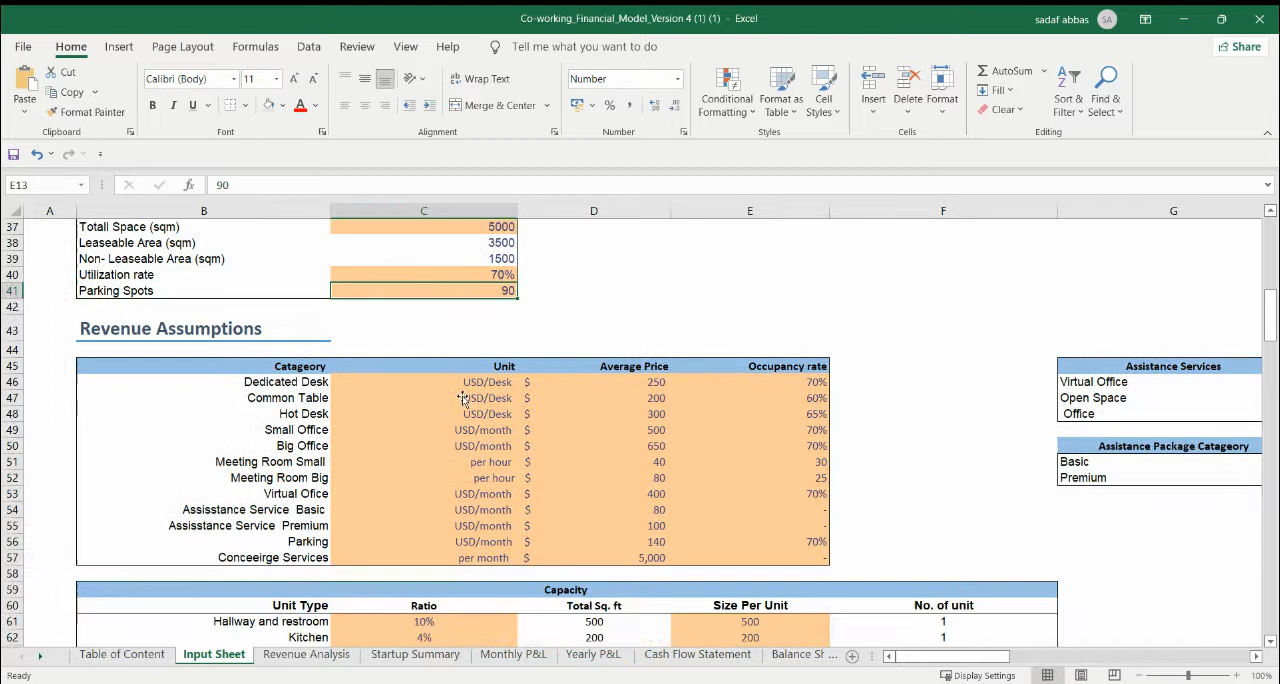 Co-working_Financial_Model_Version 4 (1) (1) - Excel
sadaf abbas SA
File Home Insert Page Layout Formulas Data Review View Help Tell me what you want to do Share
Paste Cut Copy Format Painter Clipboard
Calibri (Body) 11 A A B I U A Font
Wrap Text Merge & Center Alignment
Number % , Number
Conditional Formatting Format as Table Cell Styles Styles
Insert Delete Format Cells
AutoSum Fill Clear Sort & Filter Find & Select Editing
E13 fx 90
A B C D E F G
37 Totall Space (sqm) 5000
38 Leaseable Area (sqm) 3500
39 Non- Leaseable Area (sqm) 1500
40 Utilization rate 70%
41 Parking Spots 90
42
43 Revenue Assumptions
44
45 Catageory Unit Average Price Occupancy rate Assistance Services
46 Dedicated Desk USD/Desk $ 250 70% Virtual Office
47 Common Table USD/Desk $ 200 60% Open Space
48 Hot Desk USD/Desk $ 300 65% Office
49 Small Office USD/month $ 500 70%
50 Big Office USD/month $ 650 70% Assistance Package Catageory
51 Meeting Room Small per hour $ 40 30 Basic
52 Meeting Room Big per hour $ 80 25 Premium
53 Virtual Ofice USD/month $ 400 70%
54 Assisstance Service Basic USD/month $ 80 -
55 Assisstance Service Premium USD/month $ 100 -
56 Parking USD/month $ 140 70%
57 Conceeirge Services per month $ 5,000 -
58
59 Capacity
60 Unit Type Ratio Total Sq. ft Size Per Unit No. of unit
61 Hallway and restroom 10% 500 500 1
62 Kitchen 4% 200 200 1
Table of Content Input Sheet Revenue Analysis Startup Summary Monthly P&L Yearly P&L Cash Flow Statement Balance Sh ...
Ready Display Settings 100%